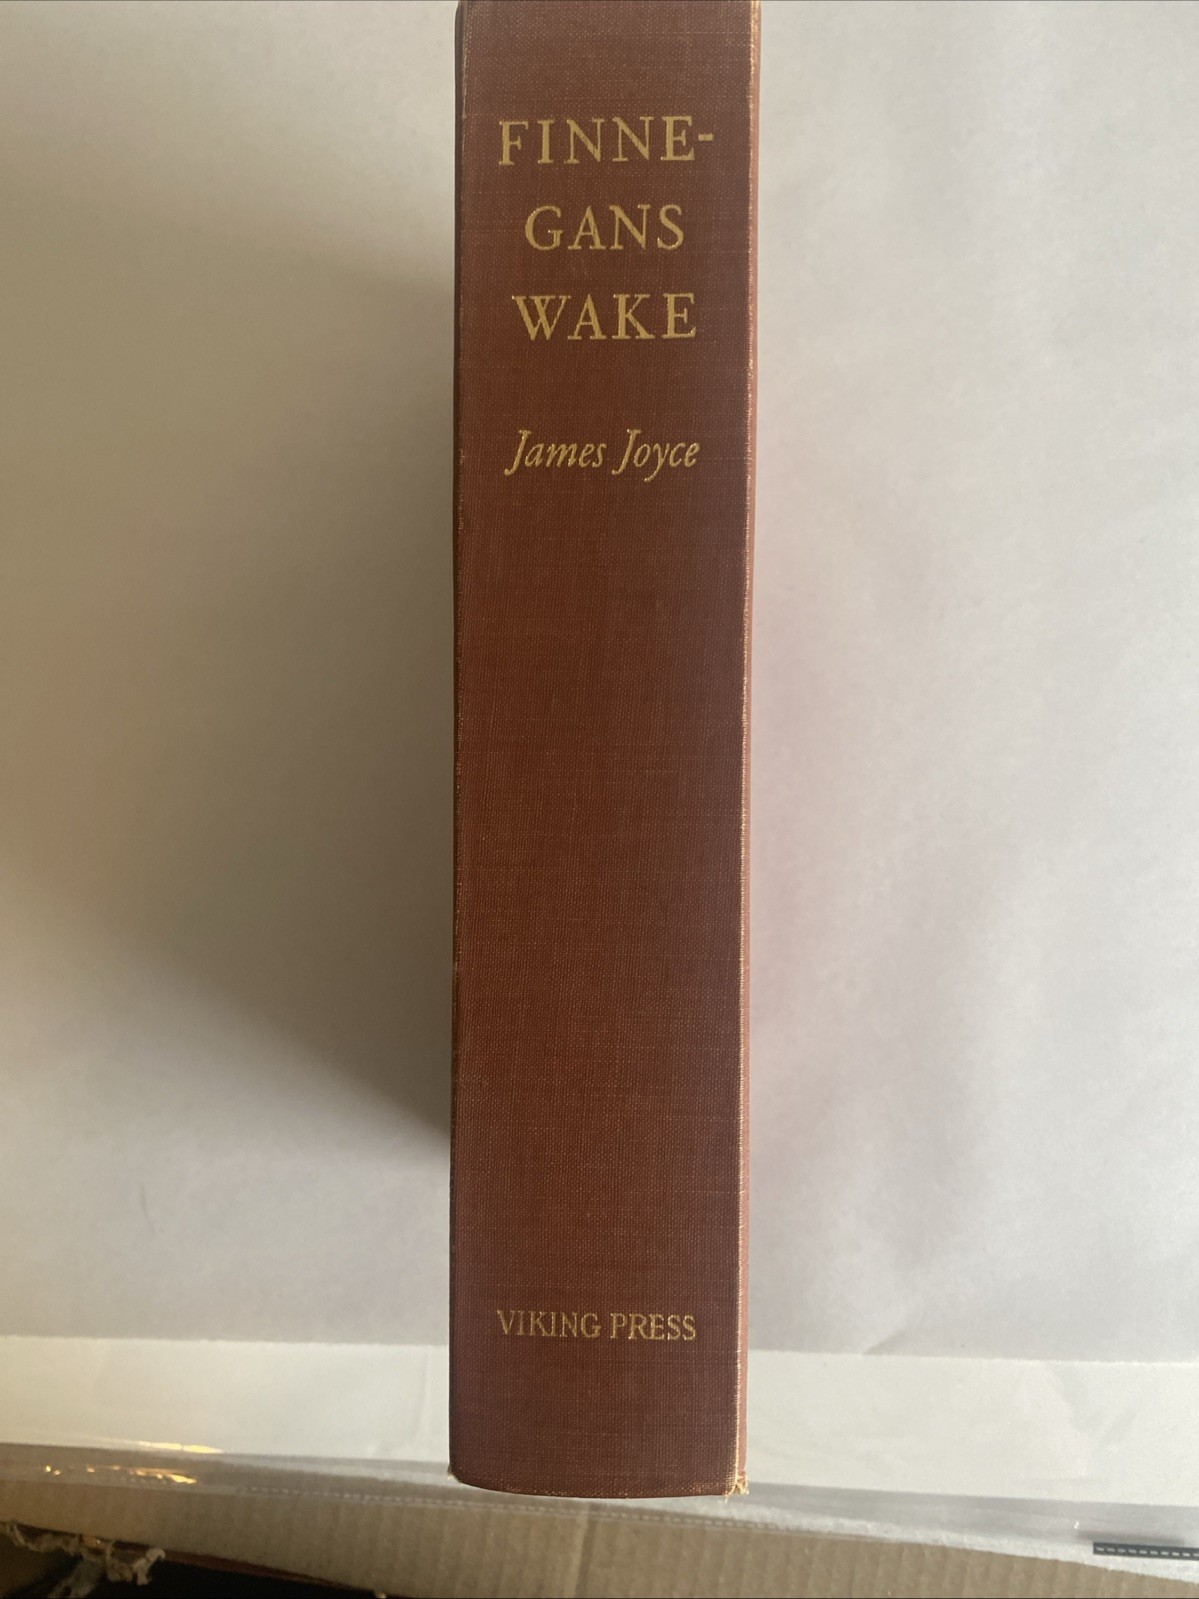 FINNE-
GANS
WAKE
James Joyce
VIKING PRESS